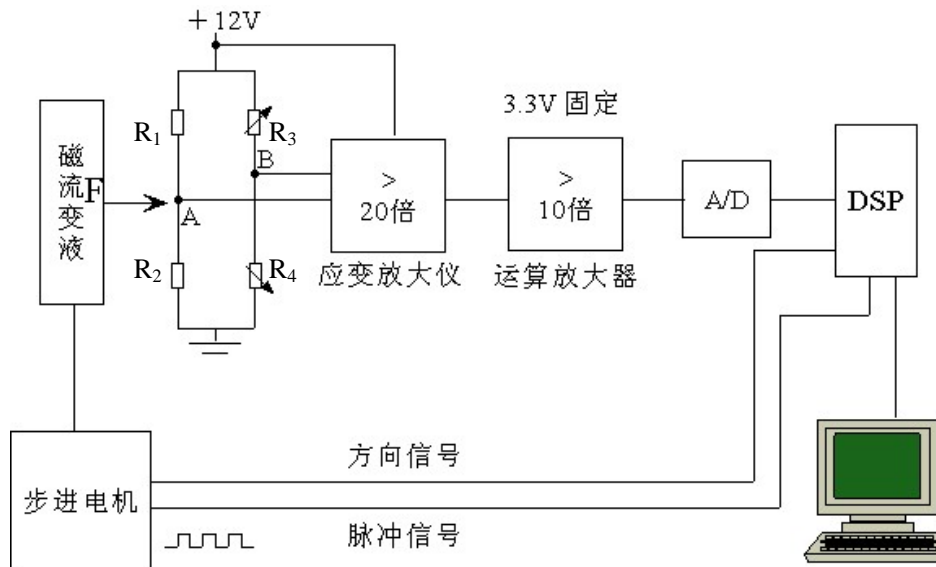 ＋12V
3.3V 固定
R1
R3
B
磁流变液
F
A
>
20倍
>
10倍
A/D
DSP
R2
R4
应变放大仪
运算放大器
方向信号
步进电机
脉冲信号